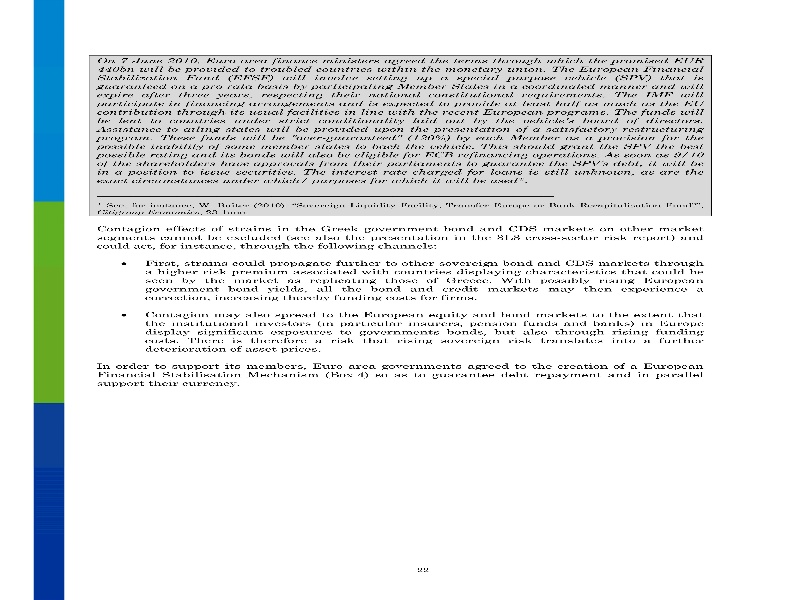 On 7 June 2010, Euro area finance ministers agreed the terms through which the promised EUR
440bn will be provided to troubled countries within the monetary union. The European Financial
Stabilization Fund (EFSF) will involve setting up a special purpose vehicle (SPV) that is
guaranteed on a pro rata basis by participating Member States in a coordinated manner and will
expire after three years, respecting their national constitutional requirements. The IMF will
participate in financing arrangements and is expected to provide at least half as much as the EU
contribution through its usual facilities in line with the recent European programs. The funds will
be lent to countries under strict conditionality laid out by the vehicle's board of directors.
Assistance to ailing states will be provided upon the presentation of a satisfactory restructuring
program. These funds will be "over-guaranteed" (120%) by each Member as a provision for the
possible inability of some member states to back the vehicle. This should grant the SPV the best
possible rating and its bonds will also be eligible for ECB refinancing operations. As soon as 9/10
of the shareholders have approvals from their parliaments to guarantee the SPV's debt, it will be
in a position to issue securities. The interest rate charged for loans is still unknown, as are the
exact circumstances under which / purposes for which it will be used¹.
¹ See, for instance, W. Buiter (2010), "Sovereign Liquidity Facility, Transfer Europe or Bank Recapitalisation Fund?",
Citigroup Economics, 25 June
Contagion effects of strains in the Greek government bond and CDS markets on other market
segments cannot be excluded (see also the presentation in the 3L3 cross-sector risk report) and
could act, for instance, through the following channels:
• First, strains could propagate further to other sovereign bond and CDS markets through
a higher risk premium associated with countries displaying characteristics that could be
seen by the market as replicating those of Greece. With possibly rising European
government bond yields, all the bond and credit markets may then experience a
correction, increasing thereby funding costs for firms.
• Contagion may also spread to the European equity and bond markets to the extent that
the institutional investors (in particular insurers, pension funds and banks) in Europe
display significant exposures to governments bonds, but also through rising funding
costs. There is therefore a risk that rising sovereign risk translates into a further
deterioration of asset prices.
In order to support its members, Euro area governments agreed to the creation of a European
Financial Stabilisation Mechanism (Box 4) so as to guarantee debt repayment and in parallel
support their currency.
22